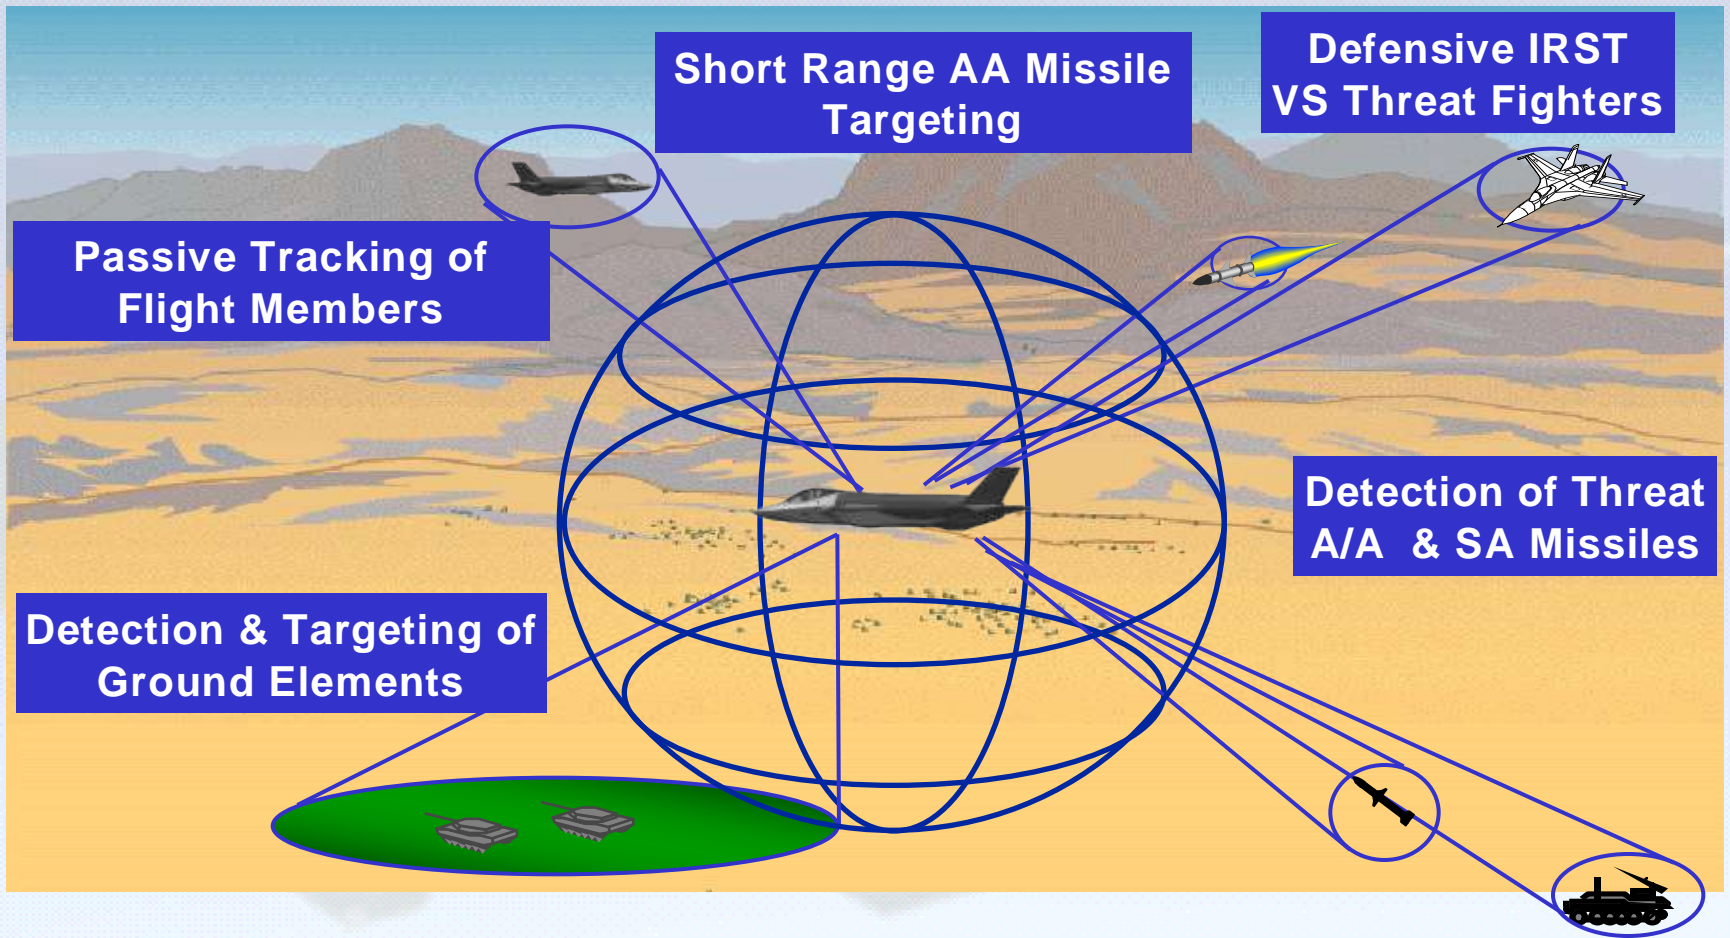 Short Range AA Missile
Targeting
Defensive IRST
VS Threat Fighters
Passive Tracking of
Flight Members
Detection of Threat
A/A & SA Missiles
Detection & Targeting of
Ground Elements